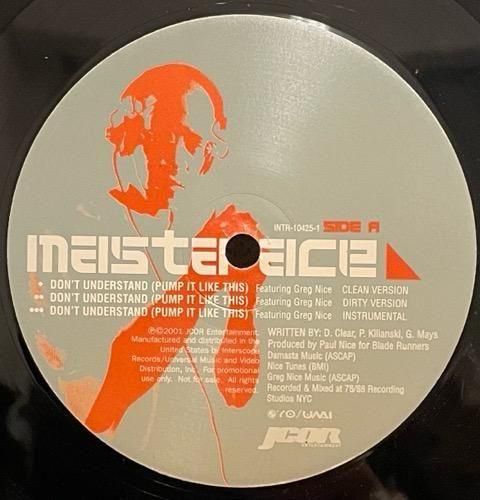 INTR-10425-1 SIDE A
masterace
• DON'T UNDERSTAND (PUMP IT LIKE THIS) Featuring Greg Nice CLEAN VERSION
•• DON'T UNDERSTAND (PUMP IT LIKE THIS) Featuring Greg Nice DIRTY VERSION
••• DON'T UNDERSTAND (PUMP IT LIKE THIS) Featuring Greg Nice INSTRUMENTAL
℗©2001 JCOR Entertainment.
Manufactured and distributed in the
United States by Interscope
Records/Universal Music and Video
Distribution, Inc. For promotional
use only. Not for sale. All rights
reserved.
WRITTEN BY: D. Clear, P. Kilianski, G. Mays
Produced by Paul Nice for Blade Runners
Damasta Music (ASCAP)
Nice Tunes (BMI)
Greg Nice Music (ASCAP)
Recorded & Mixed at 75/88 Recording
Studios NYC
JCOR
ENTERTAINMENT